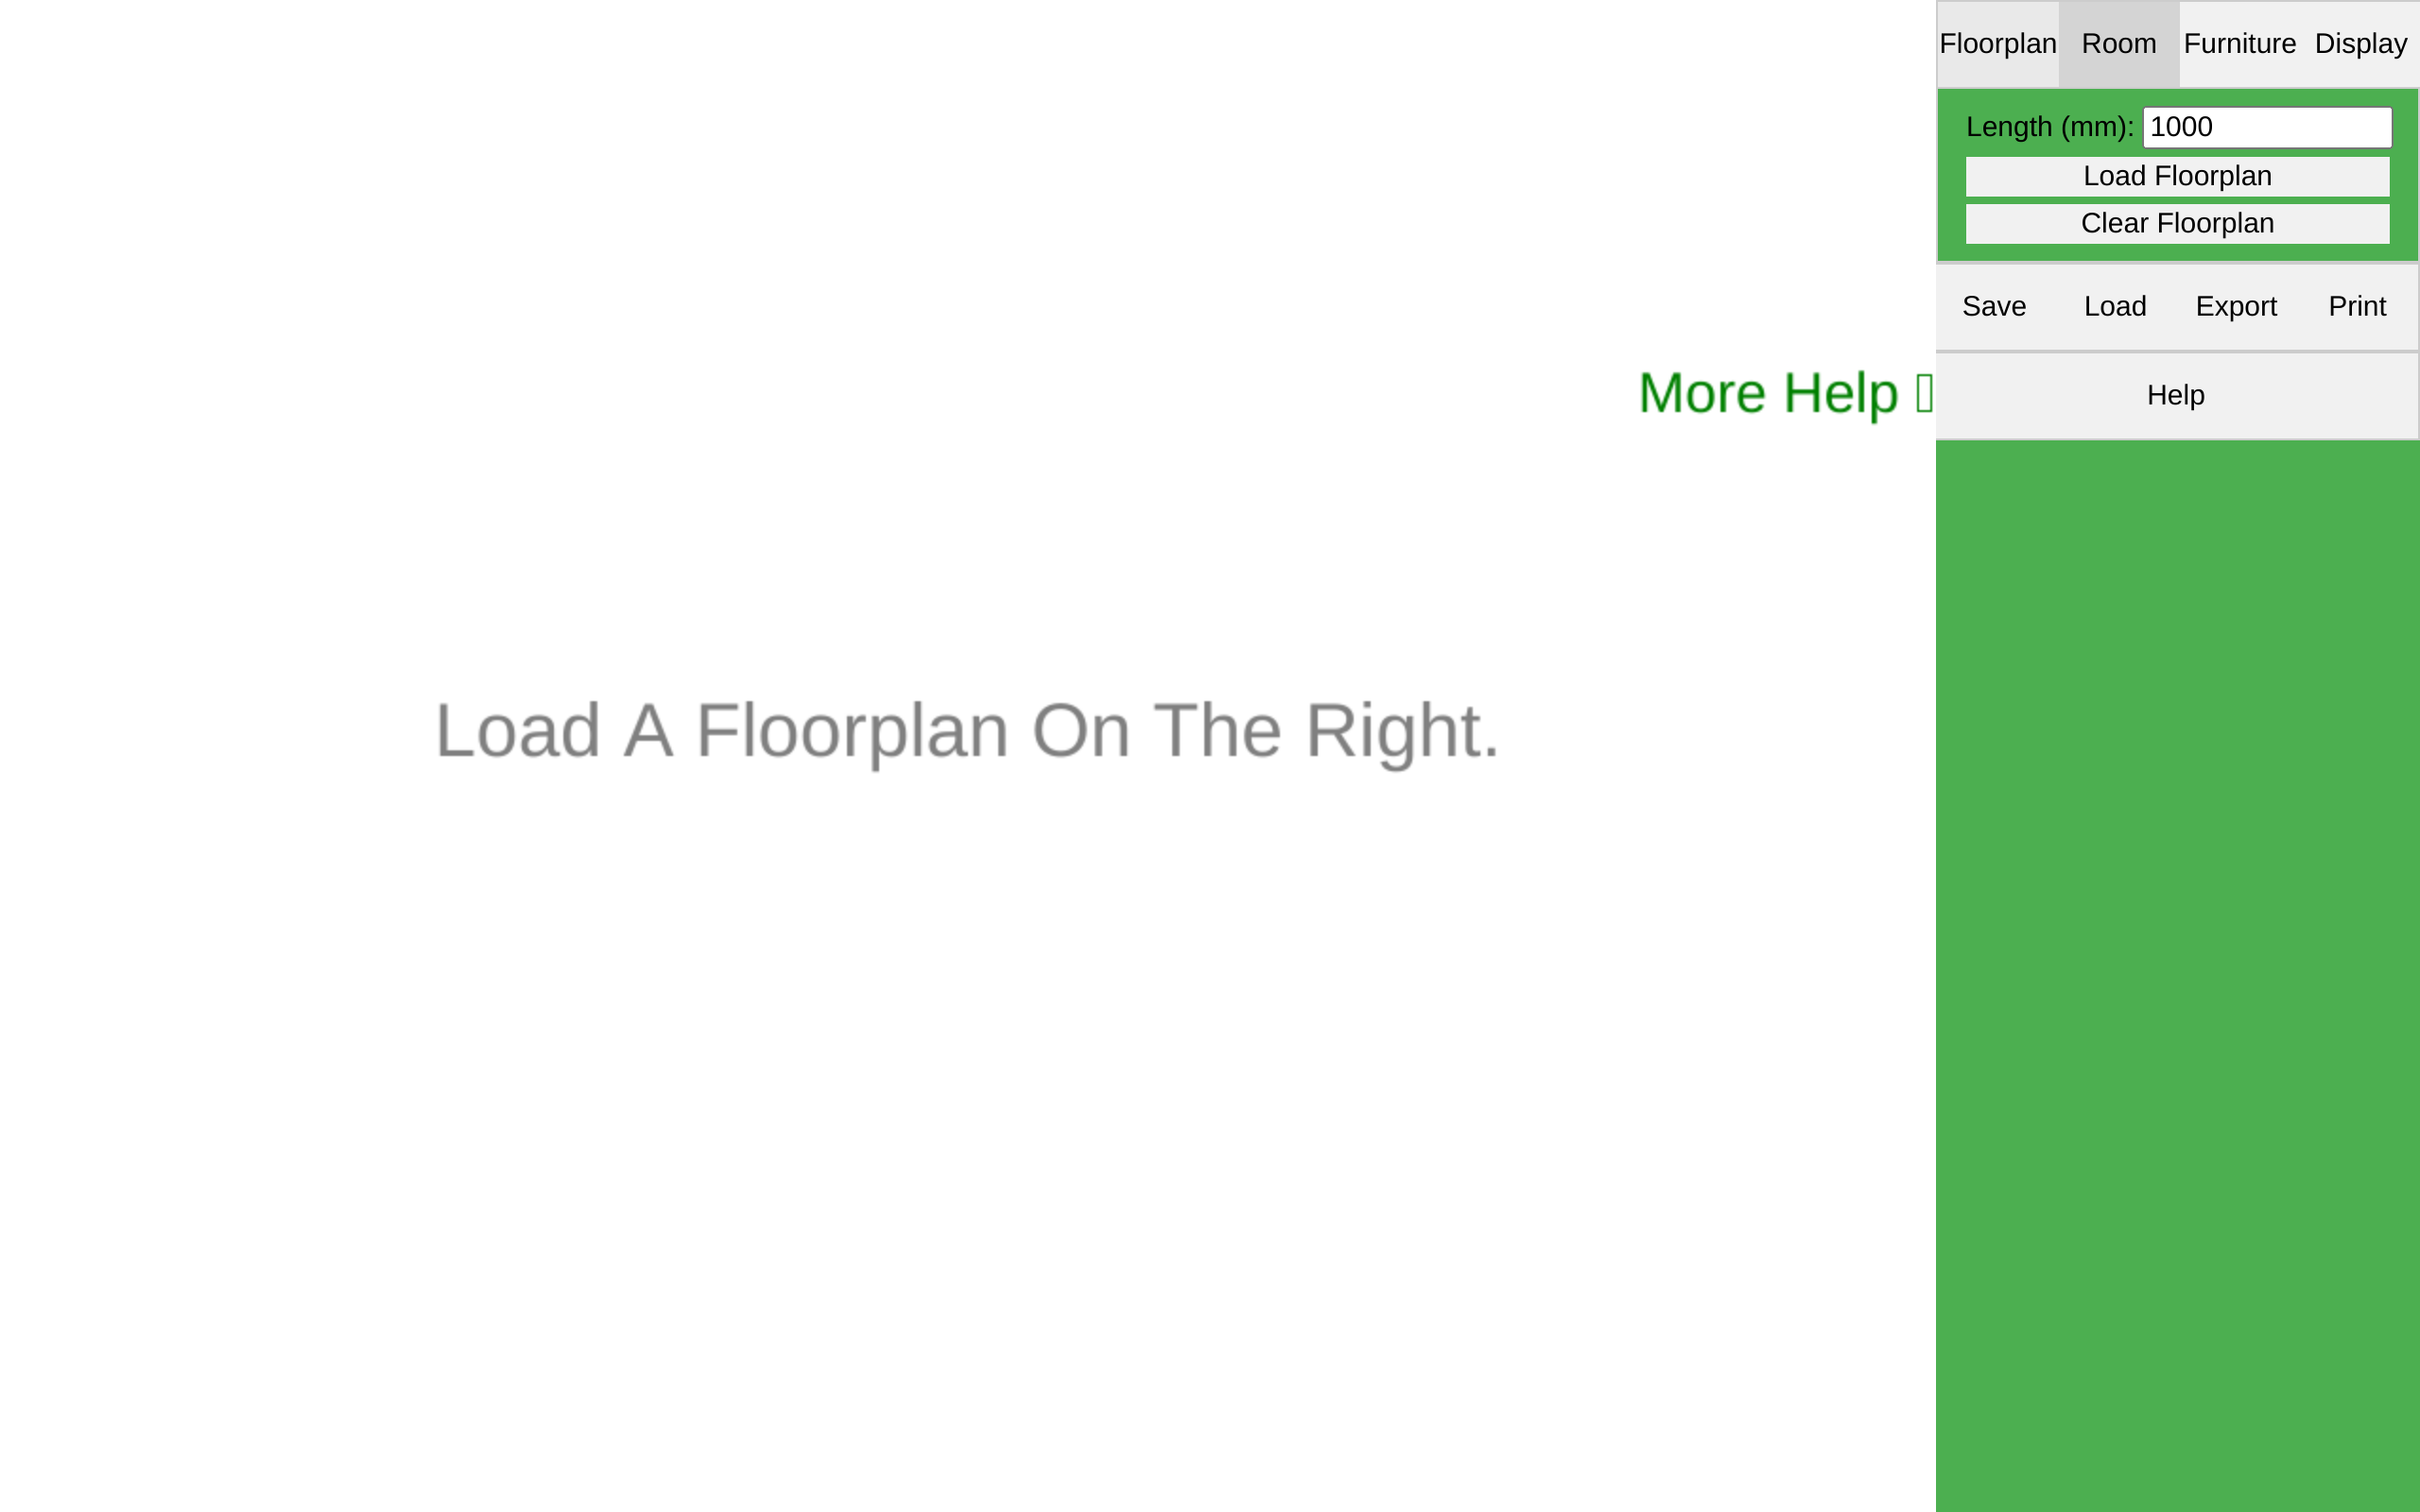 Floorplan Room Furniture Display
Length (mm): 1000
Load Floorplan
Clear Floorplan
Save Load Export Print
More Help
Help
Load A Floorplan On The Right.